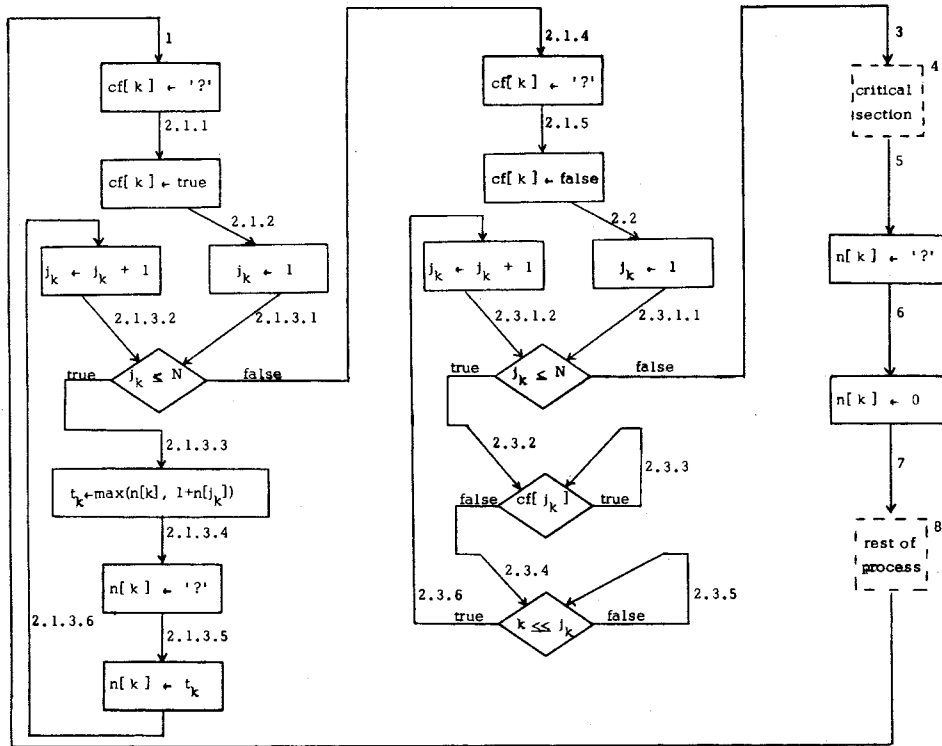 1
cf[ k ] ← '?'
2.1.1
cf[ k ] ← true
2.1.2
j_k ← j_k + 1
j_k ← 1
2.1.3.2
2.1.3.1
j_k ≤ N
true
false
2.1.3.3
t_k←max(n[k], 1+n[j_k])
2.1.3.4
n[ k ] ← '?'
2.1.3.6
2.1.3.5
n[ k ] ← t_k
2.1.4
cf[ k ] ← '?'
2.1.5
cf[ k ] ← false
2.2
j_k ← j_k + 1
j_k ← 1
2.3.1.2
2.3.1.1
j_k ≤ N
true
false
2.3.2
2.3.3
cf[ j_k ]
false
true
2.3.4
2.3.6
2.3.5
k ≤≤ j_k
true
false
3
4
critical
section
5
n[ k ] ← '?'
6
n[ k ] ← 0
7
8
rest of
process